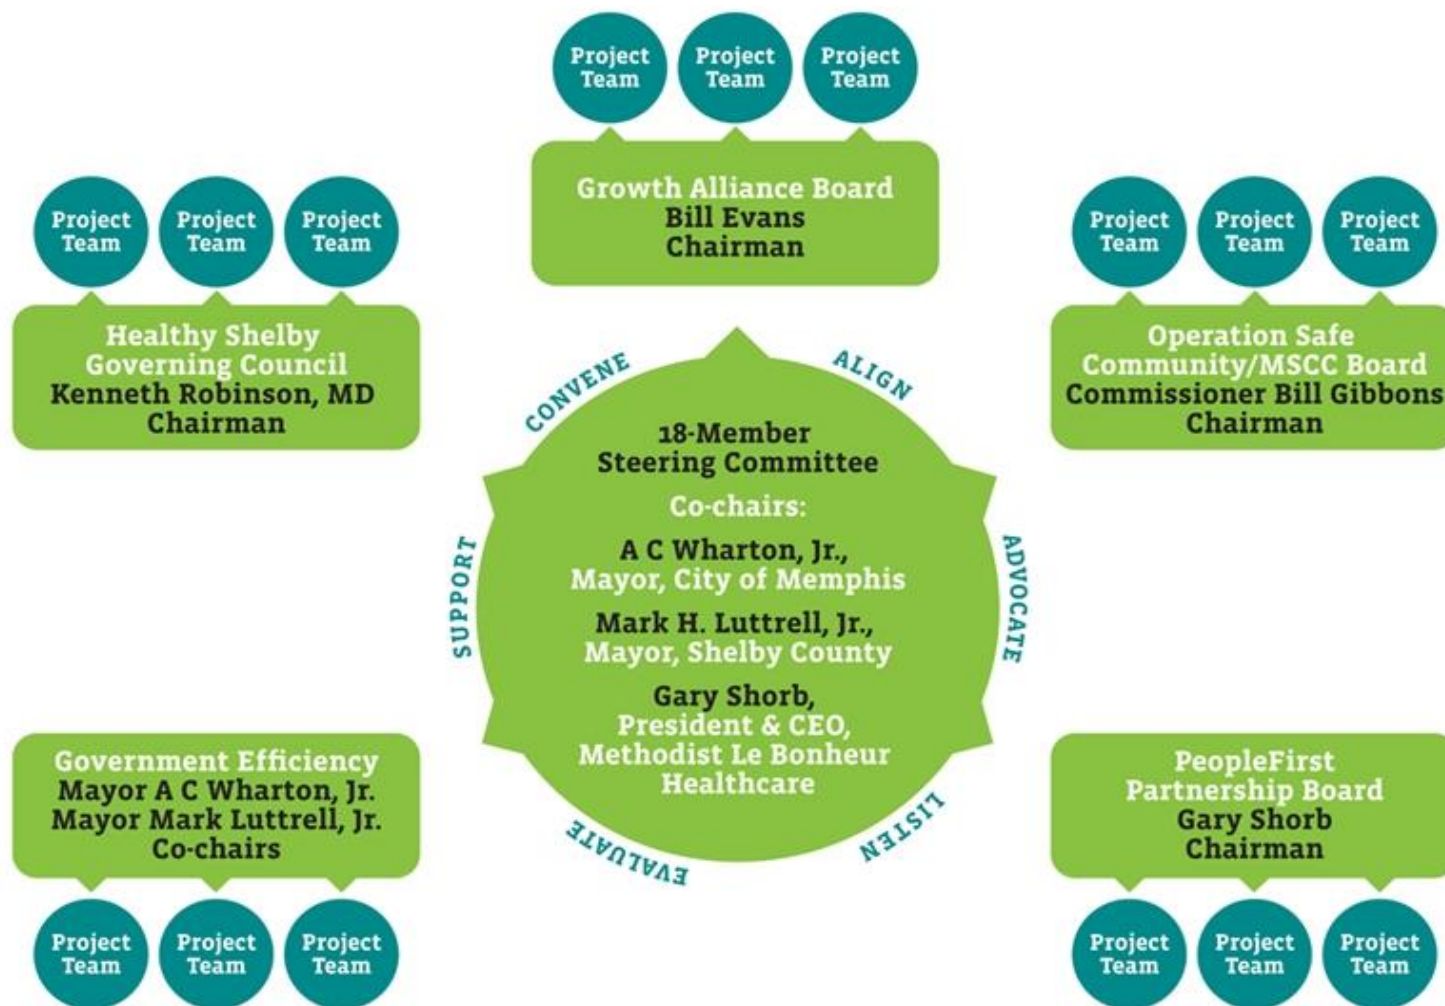 Project
Team
Project
Team
Project
Team
Growth Alliance Board
Bill Evans
Chairman
Project
Team
Project
Team
Project
Team
Healthy Shelby
Governing Council
Kenneth Robinson, MD
Chairman
Project
Team
Project
Team
Project
Team
Operation Safe
Community/MSCC Board
Commissioner Bill Gibbons
Chairman
CONVENE
ALIGN
ADVOCATE
LISTEN
EVALUATE
SUPPORT
18-Member
Steering Committee
Co-chairs:
A C Wharton, Jr.,
Mayor, City of Memphis
Mark H. Luttrell, Jr.,
Mayor, Shelby County
Gary Shorb,
President & CEO,
Methodist Le Bonheur
Healthcare
Government Efficiency
Mayor A C Wharton, Jr.
Mayor Mark Luttrell, Jr.
Co-chairs
Project
Team
Project
Team
Project
Team
PeopleFirst
Partnership Board
Gary Shorb
Chairman
Project
Team
Project
Team
Project
Team